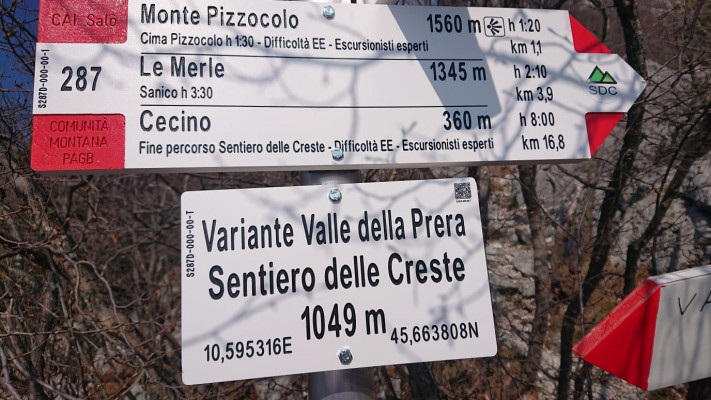 CAI Salò
287
S287D-000-00-1
COMUNITÀ
MONTANA
PAGB
Monte Pizzocolo 1560 m h 1:20
Cima Pizzocolo h 1:30 - Difficoltà EE - Escursionisti esperti km 1,1
Le Merle 1345 m h 2:10
Sanico h 3:30 km 3,9
Cecino 360 m h 8:00
Fine percorso Sentiero delle Creste - Difficoltà EE - Escursionisti esperti km 16,8
SDC
S287D-000-00-T
Variante Valle della Prera
Sentiero delle Creste
1049 m
10,595316E 45,663808N